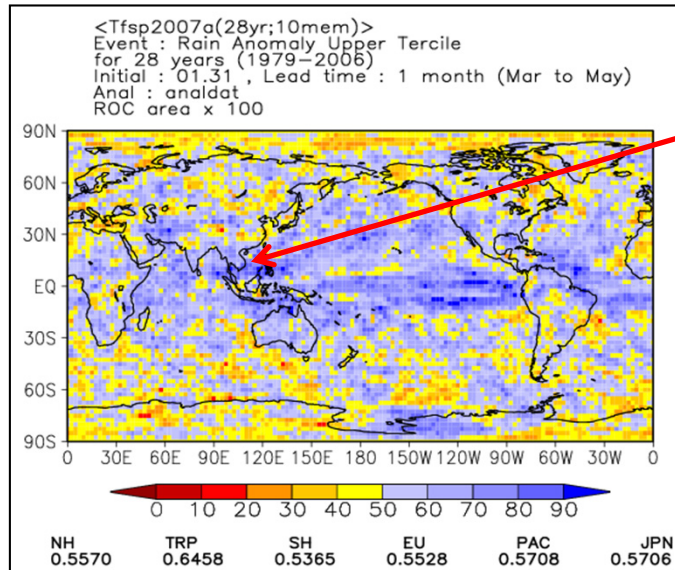 <Tfsp2007a(28yr;10mem)>
Event : Rain Anomaly Upper Tercile
for 28 years (1979−2006)
Initial : 01.31 , Lead time : 1 month (Mar to May)
Anal : analdat
ROC area x 100
90N
60N
30N
EQ
30S
60S
90S
0 30E 60E 90E 120E 150E 180 150W 120W 90W 60W 30W 0
0 10 20 30 40 50 60 70 80 90
NH TRP SH EU PAC JPN
0.5570 0.6458 0.5365 0.5528 0.5708 0.5706